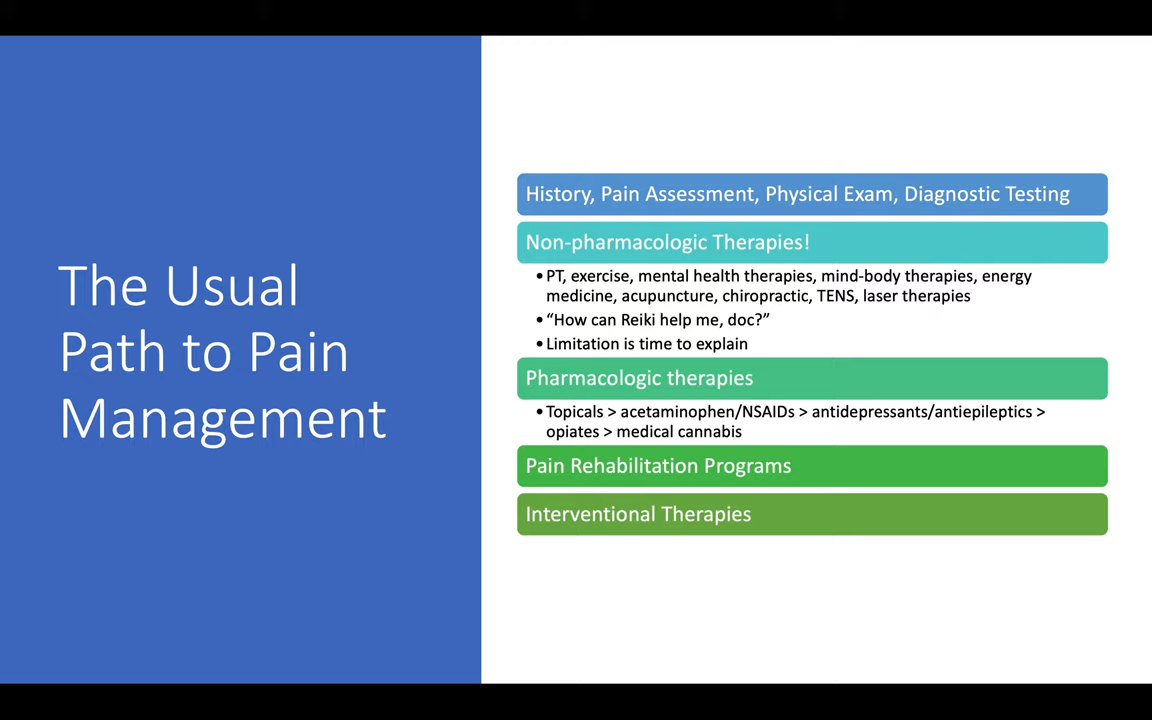 The Usual
Path to Pain
Management
History, Pain Assessment, Physical Exam, Diagnostic Testing
Non-pharmacologic Therapies!
•PT, exercise, mental health therapies, mind-body therapies, energy
medicine, acupuncture, chiropractic, TENS, laser therapies
•“How can Reiki help me, doc?”
•Limitation is time to explain
Pharmacologic therapies
•Topicals > acetaminophen/NSAIDs > antidepressants/antiepileptics >
opiates > medical cannabis
Pain Rehabilitation Programs
Interventional Therapies